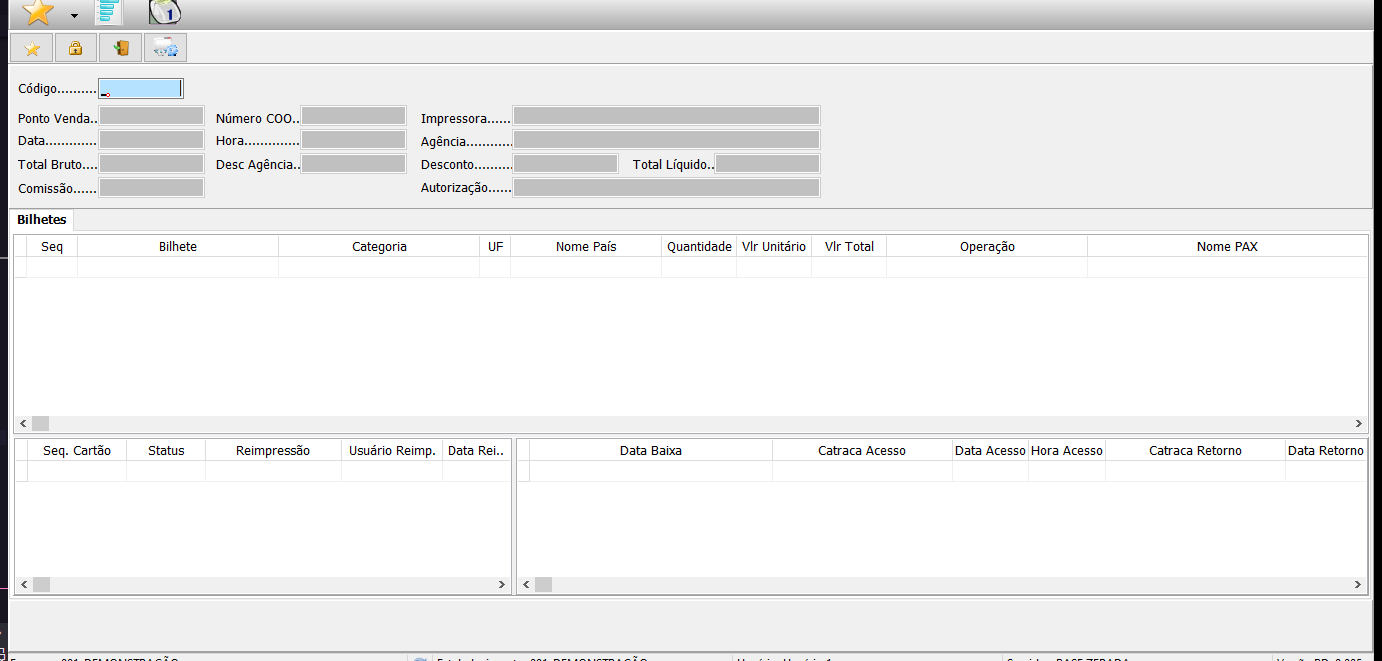 1
Código..........
Ponto Venda.. Número COO.. Impressora......
Data............. Hora............. Agência............
Total Bruto.... Desc Agência.. Desconto.......... Total Líquido..
Comissão...... Autorização......
Bilhetes
Seq Bilhete Categoria UF Nome País Quantidade Vlr Unitário Vlr Total Operação Nome PAX
Seq. Cartão Status Reimpressão Usuário Reimp. Data Rei.. Data Baixa Catraca Acesso Data Acesso Hora Acesso Catraca Retorno Data Retorno